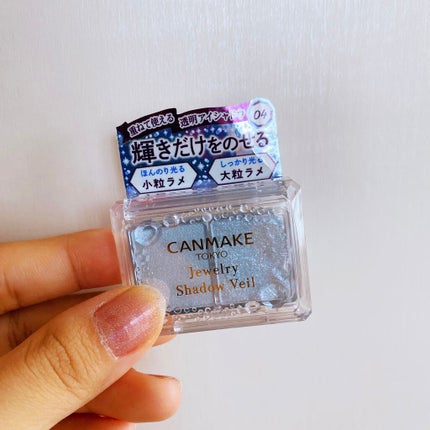 重ねて使える 透明アイシャドウ
04
輝きだけをのせる
ほんのり光る
小粒ラメ
しっかり光る
大粒ラメ
CANMAKE
TOKYO
Jewelry
Shadow Veil